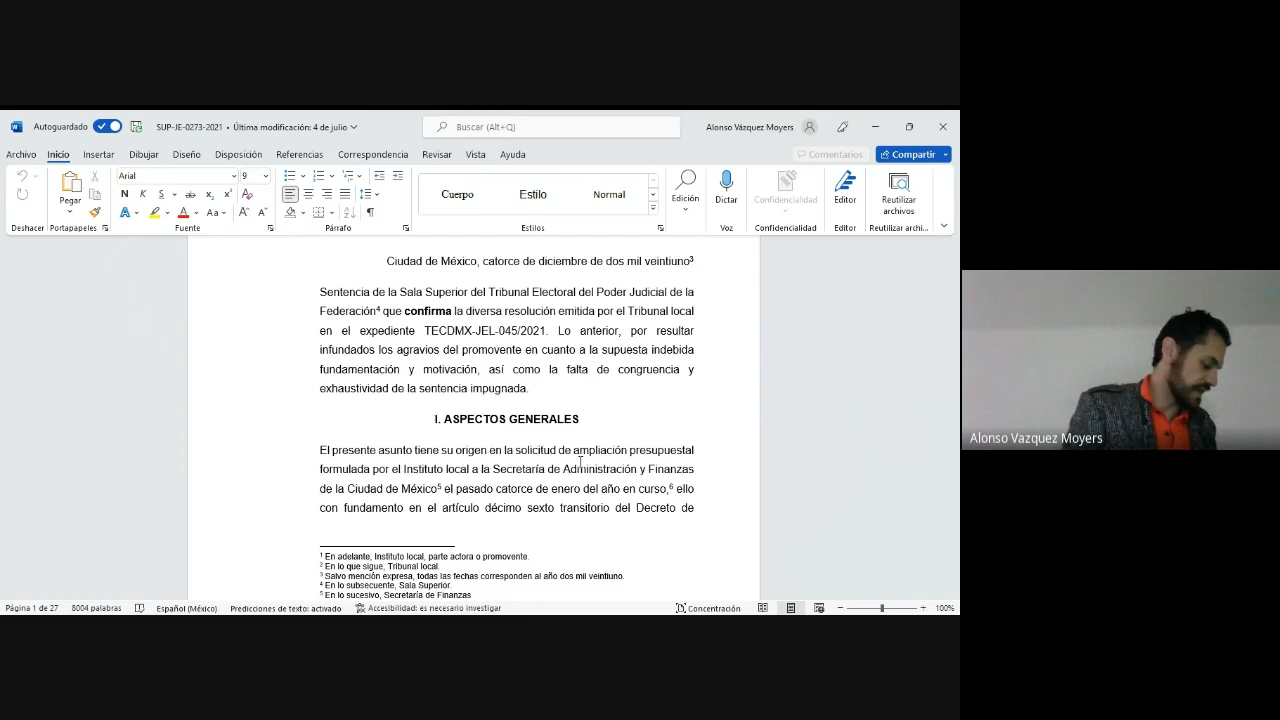 Autoguardado
SUP-JE-0273-2021 • Última modificación: 4 de julio
Buscar (Alt+Q)
Alonso Vázquez Moyers
Archivo Inicio Insertar Dibujar Diseño Disposición Referencias Correspondencia Revisar Vista Ayuda
Comentarios
Compartir
Pegar
Arial 9
N K S ab x₂ x²
A A Aa A A
Cuerpo Estilo Normal
Edición
Dictar
Confidencialidad
Editor
Reutilizar
archivos
Deshacer Portapapeles Fuente Párrafo Estilos Voz Confidencialidad Editor Reutilizar archi...
Ciudad de México, catorce de diciembre de dos mil veintiuno³
Sentencia de la Sala Superior del Tribunal Electoral del Poder Judicial de la
Federación⁴ que confirma la diversa resolución emitida por el Tribunal local
en el expediente TECDMX-JEL-045/2021. Lo anterior, por resultar
infundados los agravios del promovente en cuanto a la supuesta indebida
fundamentación y motivación, así como la falta de congruencia y
exhaustividad de la sentencia impugnada.
I. ASPECTOS GENERALES
El presente asunto tiene su origen en la solicitud de ampliación presupuestal
formulada por el Instituto local a la Secretaría de Administración y Finanzas
de la Ciudad de México⁵ el pasado catorce de enero del año en curso,⁶ ello
con fundamento en el artículo décimo sexto transitorio del Decreto de
¹ En adelante, Instituto local, parte actora o promovente.
² En lo que sigue, Tribunal local.
³ Salvo mención expresa, todas las fechas corresponden al año dos mil veintiuno.
⁴ En lo subsecuente, Sala Superior.
⁵ En lo sucesivo, Secretaría de Finanzas
Página 1 de 27 8004 palabras Español (México) Predicciones de texto: activado Accesibilidad: es necesario investigar Concentración 100%
Alonso Vazquez Moyers